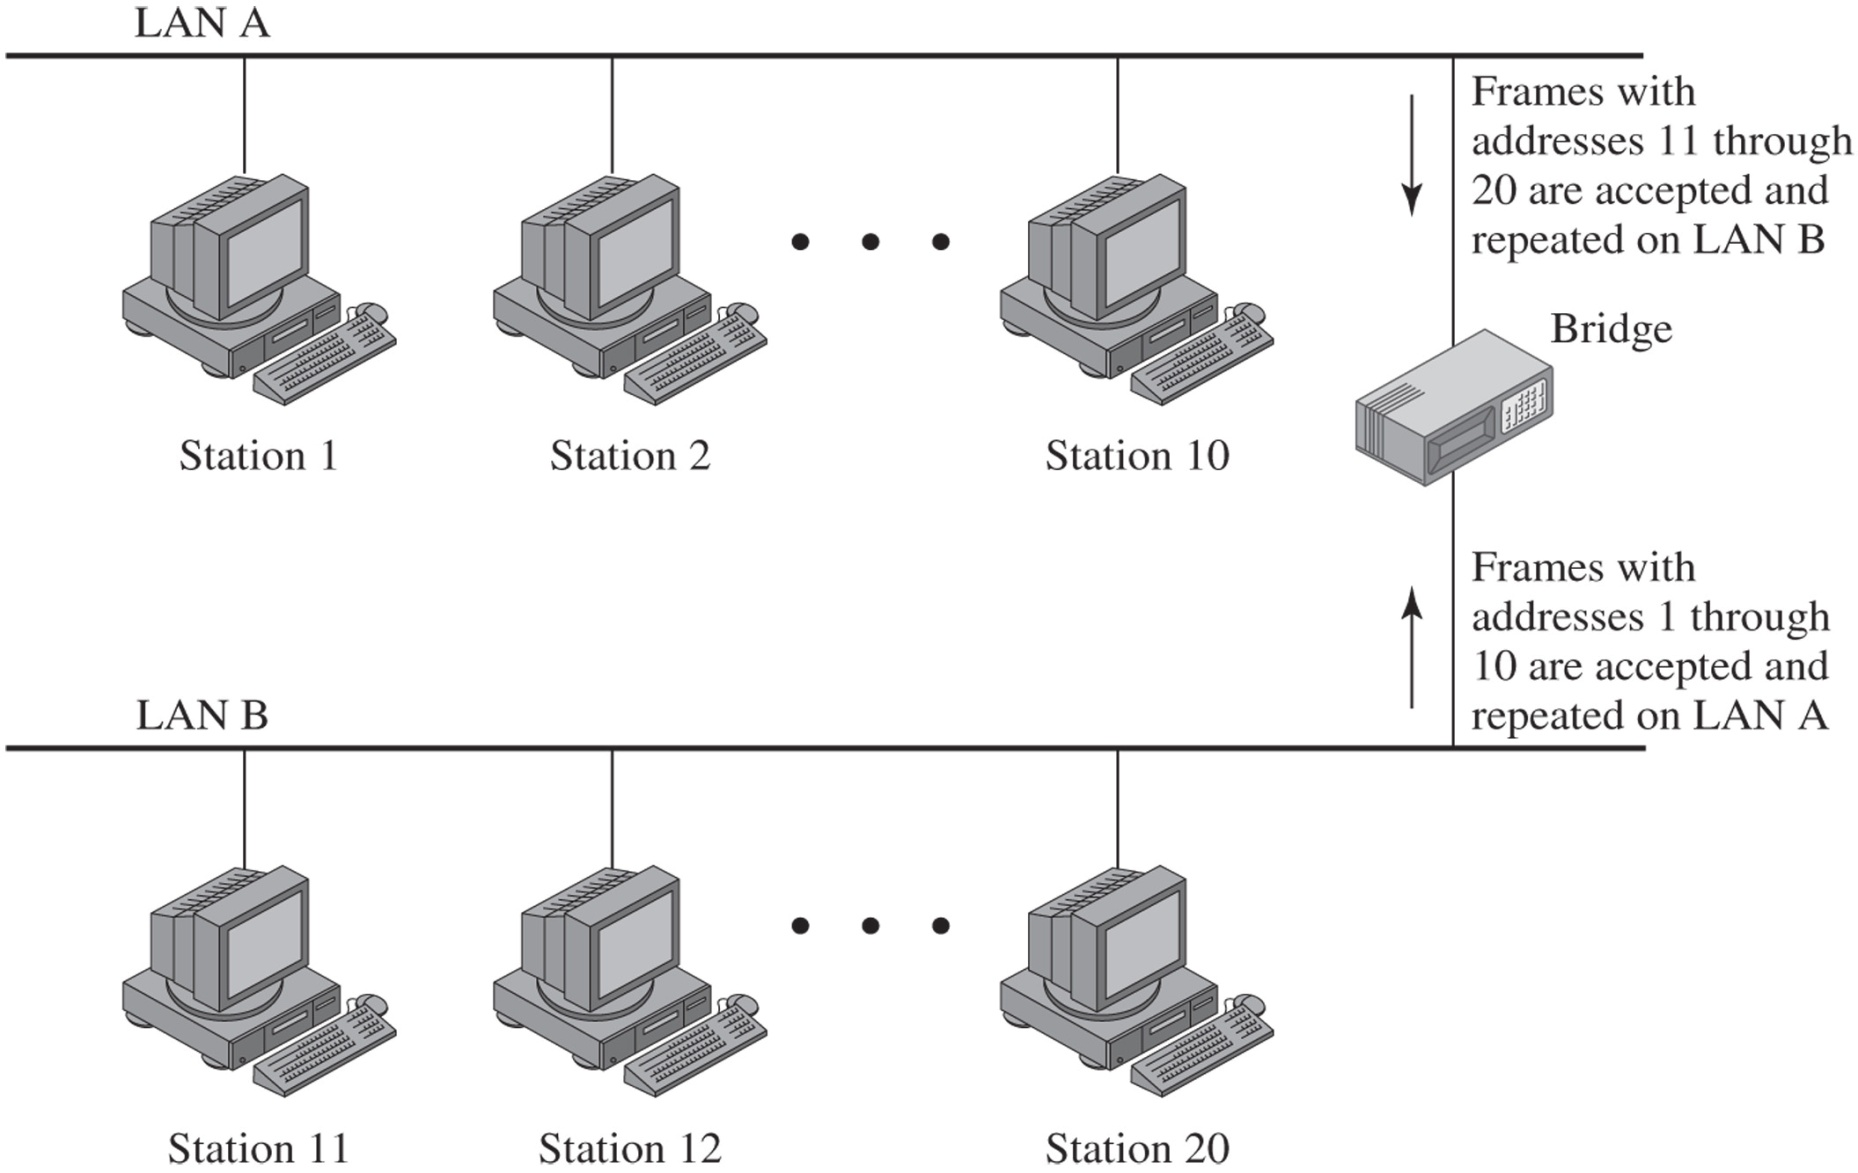 LAN A
Frames with
addresses 11 through
20 are accepted and
repeated on LAN B
Bridge
Station 1
Station 2
Station 10
Frames with
addresses 1 through
10 are accepted and
repeated on LAN A
LAN B
Station 11
Station 12
Station 20